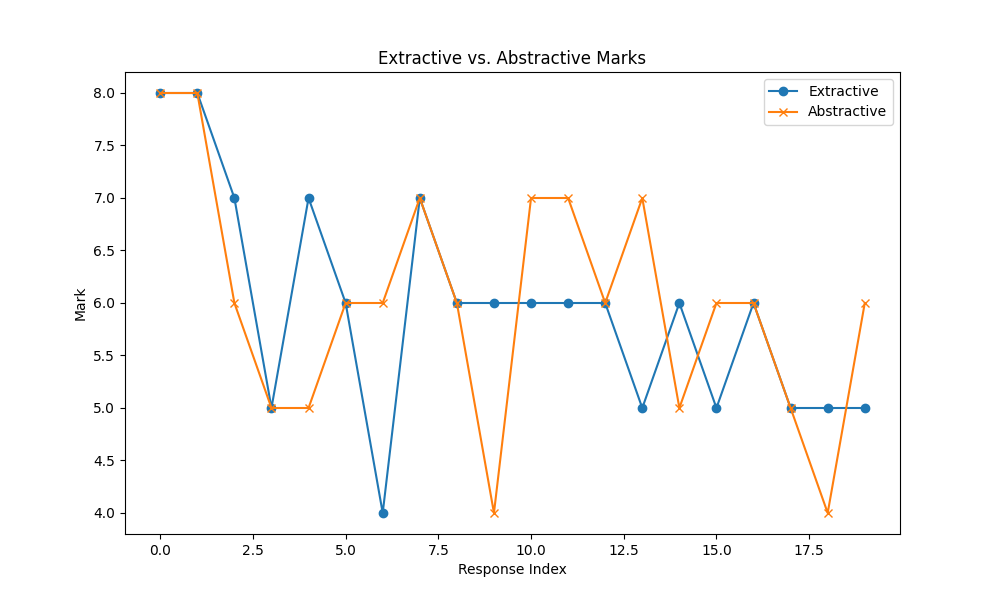 Extractive vs. Abstractive Marks
Extractive
Abstractive
8.0
7.5
7.0
6.5
6.0
5.5
5.0
4.5
4.0
Mark
0.0 2.5 5.0 7.5 10.0 12.5 15.0 17.5
Response Index